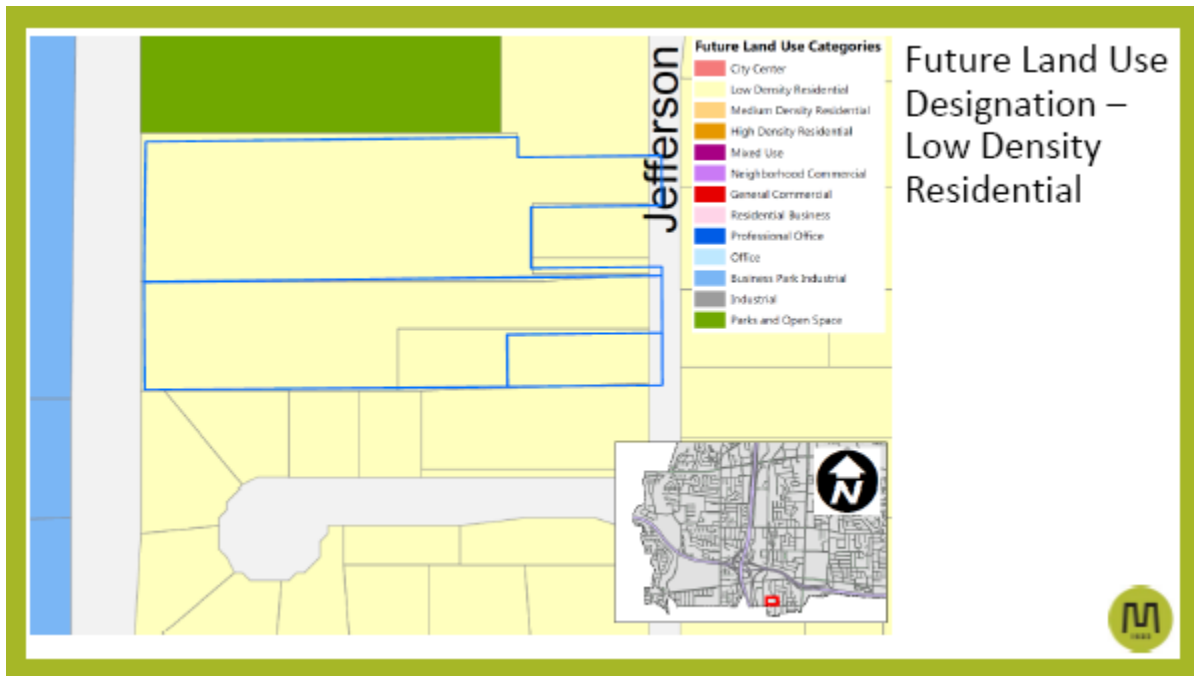 Jefferson
Future Land Use Categories
City Center
Low Density Residential
Medium Density Residential
High Density Residential
Mixed Use
Neighborhood Commercial
General Commercial
Residential Business
Professional Office
Office
Business Park Industrial
Industrial
Parks and Open Space
N
Future Land Use
Designation –
Low Density
Residential
M